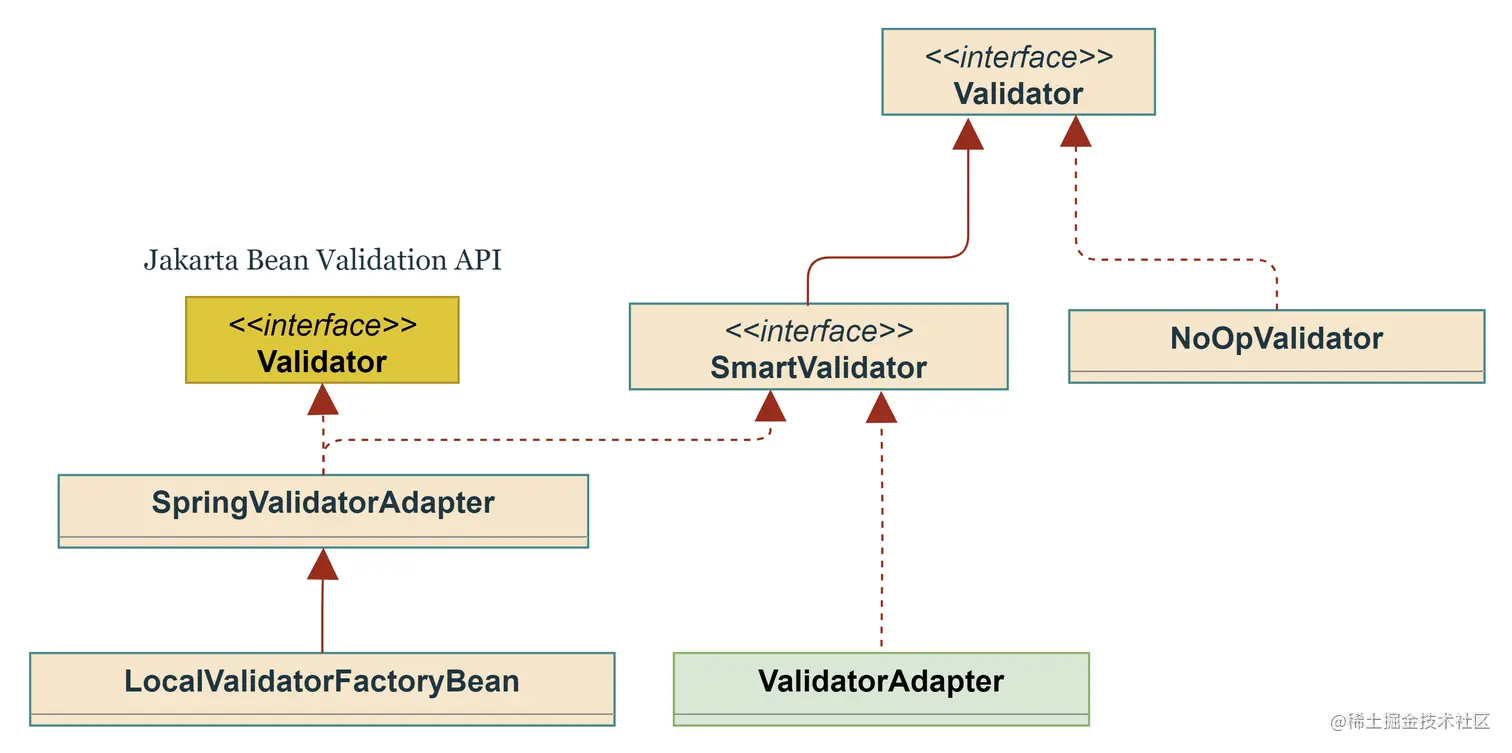 <<interface>>
Validator
Jakarta Bean Validation API
<<interface>>
Validator
<<interface>>
SmartValidator
NoOpValidator
SpringValidatorAdapter
LocalValidatorFactoryBean
ValidatorAdapter
@稀土掘金技术社区